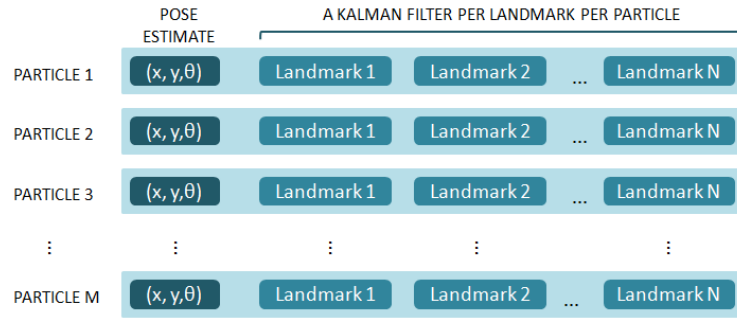 POSE
ESTIMATE
A KALMAN FILTER PER LANDMARK PER PARTICLE
PARTICLE 1 (x, y,θ) Landmark 1 Landmark 2 ... Landmark N
PARTICLE 2 (x, y,θ) Landmark 1 Landmark 2 ... Landmark N
PARTICLE 3 (x, y,θ) Landmark 1 Landmark 2 ... Landmark N
⋮ ⋮ ⋮ ⋮ ⋮
PARTICLE M (x, y,θ) Landmark 1 Landmark 2 ... Landmark N